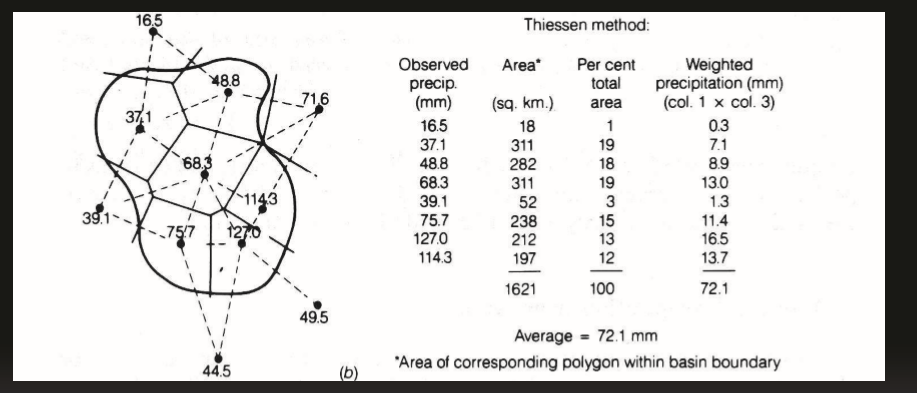 16.5
48.8
71.6
37.1
68.3
114.3
39.1
75.7
127.0
49.5
44.5
(b)
Thiessen method:
Observed precip. (mm) Area* (sq. km.) Per cent total area Weighted precipitation (mm) (col. 1 × col. 3)
16.5 18 1 0.3
37.1 311 19 7.1
48.8 282 18 8.9
68.3 311 19 13.0
39.1 52 3 1.3
75.7 238 15 11.4
127.0 212 13 16.5
114.3 197 12 13.7
1621 100 72.1
Average = 72.1 mm
*Area of corresponding polygon within basin boundary